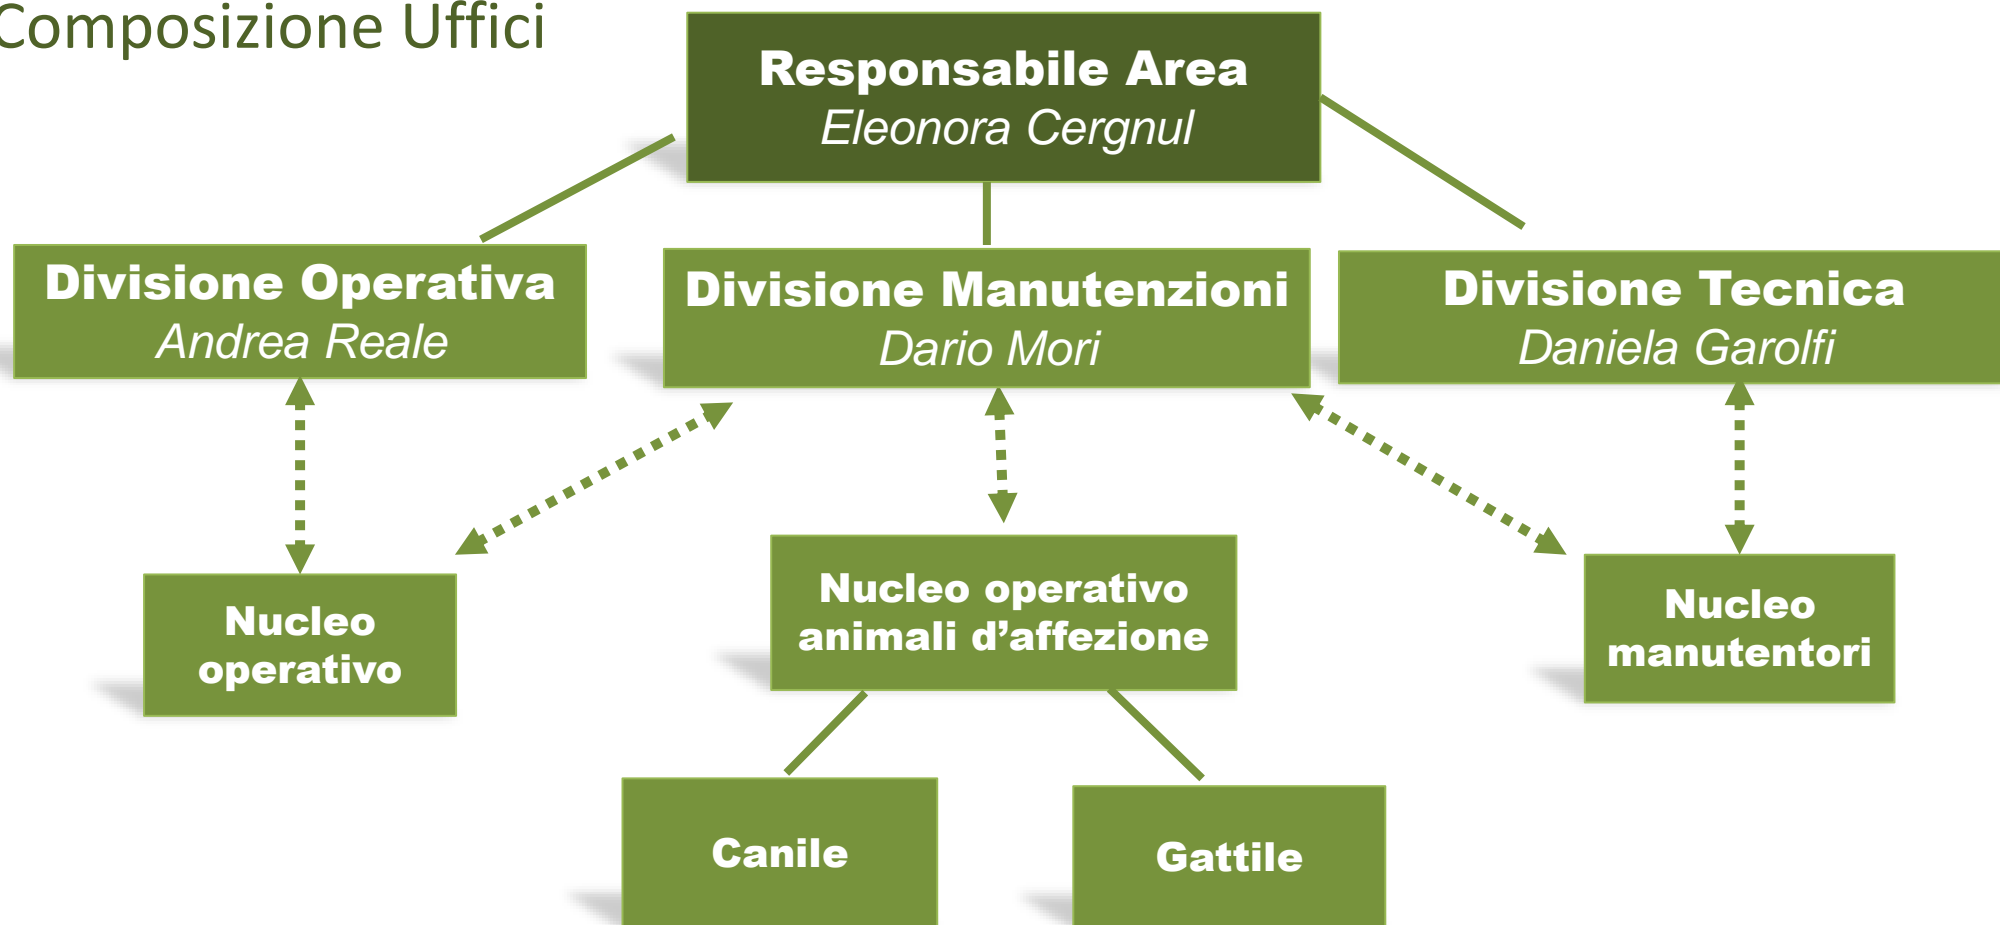 Composizione Uffici
Responsabile Area
Eleonora Cergnul
Divisione Operativa
Andrea Reale
Divisione Manutenzioni
Dario Mori
Divisione Tecnica
Daniela Garolfi
Nucleo
operativo
Nucleo operativo
animali d’affezione
Nucleo
manutentori
Canile
Gattile